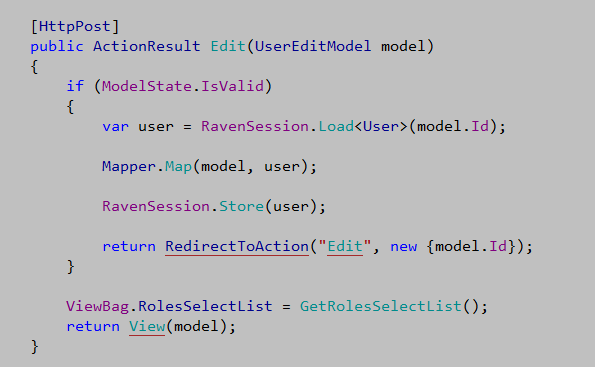 [HttpPost]
public ActionResult Edit(UserEditModel model)
{
    if (ModelState.IsValid)
    {
        var user = RavenSession.Load<User>(model.Id);

        Mapper.Map(model, user);

        RavenSession.Store(user);

        return RedirectToAction("Edit", new {model.Id});
    }

    ViewBag.RolesSelectList = GetRolesSelectList();
    return View(model);
}